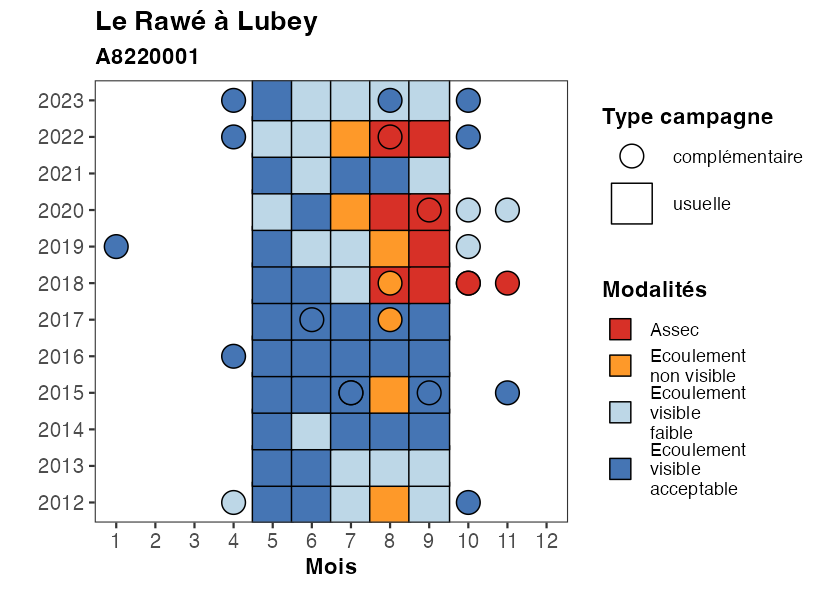 Le Rawé à Lubey
A8220001
2023
2022
2021
2020
2019
2018
2017
2016
2015
2014
2013
2012
1 2 3 4 5 6 7 8 9 10 11 12
Mois
Type campagne
complémentaire
usuelle
Modalités
Assec
Ecoulement
non visible
Ecoulement
visible
faible
Ecoulement
visible
acceptable